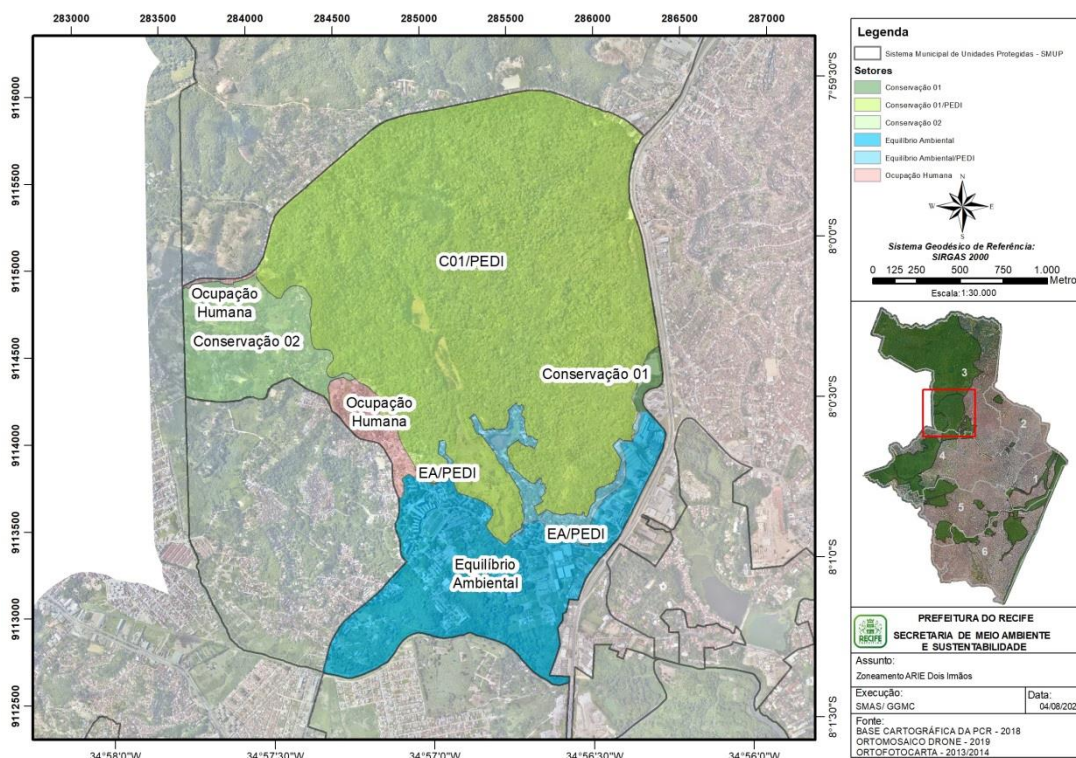 283000 283500 284000 284500 285000 285500 286000 286500 287000
9116000
9115500
9115000
9114500
9114000
9113500
9113000
9112500
C01/PEDI
Ocupação
Humana
Conservação 02
Conservação 01
Ocupação
Humana
EA/PEDI
EA/PEDI
Equilíbrio
Ambiental
7°59'30"S
8°0'0"S
8°0'30"S
8°1'0"S
8°1'30"S
34°58'0"W 34°57'30"W 34°57'0"W 34°56'30"W 34°56'0"W
Legenda
Sistema Municipal de Unidades Protegidas - SMUP
Setores
Conservação 01
Conservação 01/PEDI
Conservação 02
Equilíbrio Ambiental
Equilíbrio Ambiental/PEDI
Ocupação Humana
N
W E
S
Sistema Geodésico de Referência:
SIRGAS 2000
0 125 250 500 750 1.000
Metro
Escala: 1:30.000
3
2
4
1
5
6
RECIFE
PREFEITURA DO RECIFE
SECRETARIA DE MEIO AMBIENTE
E SUSTENTABILIDADE
Assunto:
Zoneamento ARIE Dois Irmãos
Execução:
SMAS/ GGMC
Data:
04/08/202
Fonte:
BASE CARTOGRÁFICA DA PCR - 2018
ORTOMOSAICO DRONE - 2019
ORTOFOTOCARTA - 2013/2014